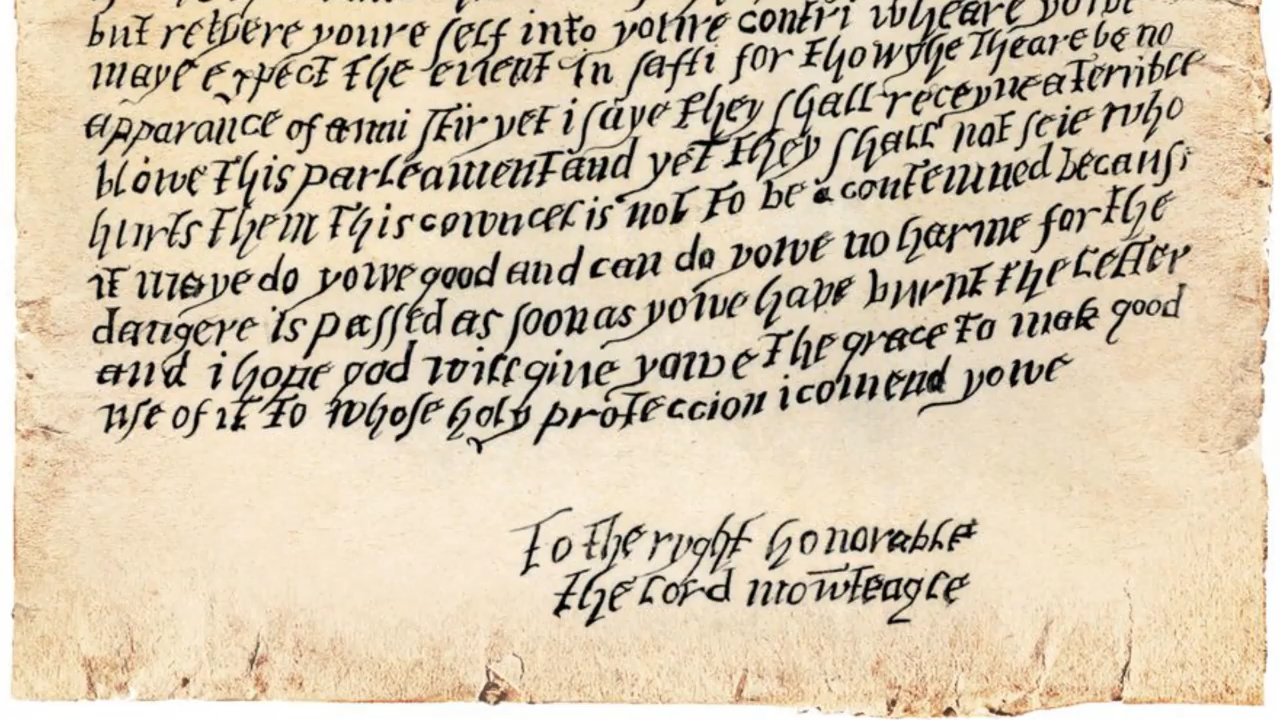 but retyere youre self into youre contri wheare yowe
maye expect the event in safti for thowghe theare be no
apparance of anni stir yet i saye they shall receyve a terrible
blowe this parleament and yet they shall not seie who
hurts them this cowncel is not to be a contemned because
it maye do yowe good and can do yowe no harme for the
dangere is passed as soon as yowe have burnt the letter
and i hope god will give yowe the grace to mak good
use of it to whose holy proteccion i comend yowe
To the ryght honorable
the lord mowteagle